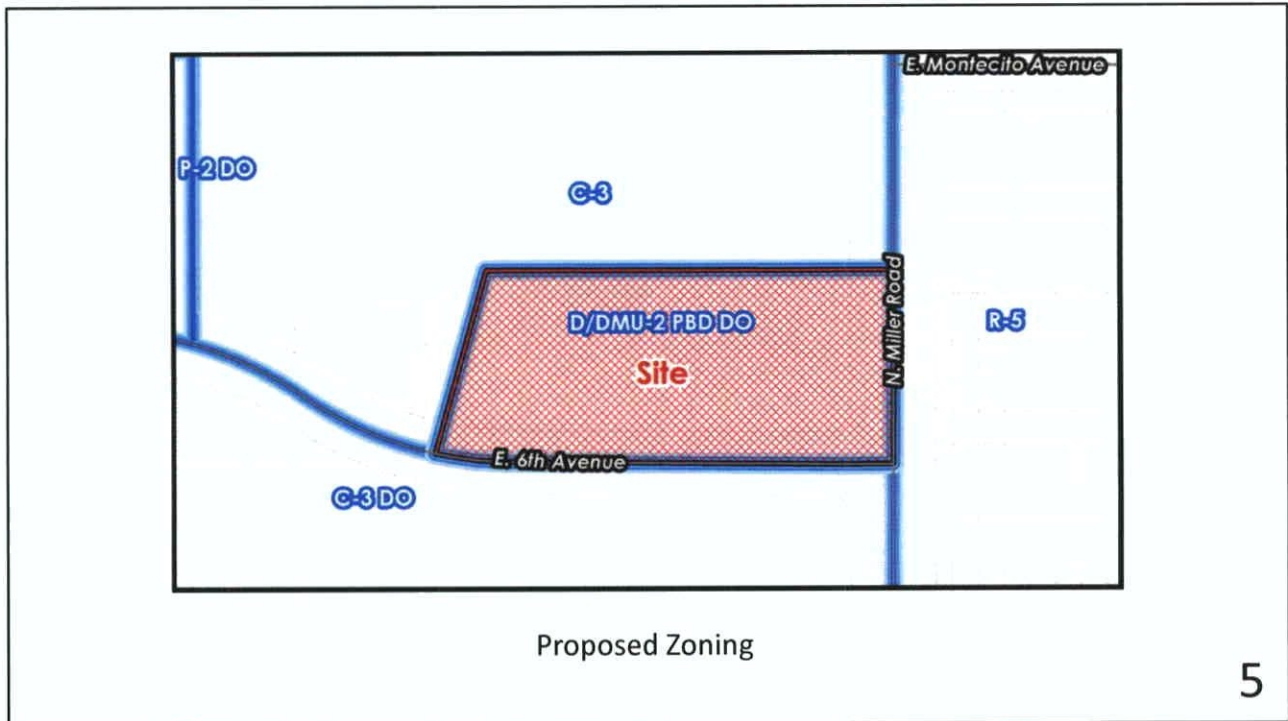 E. Montecito Avenue
P-2 DO
C-3
N. Miller Road
D/DMU-2 PBD DO
R-5
Site
E. 6th Avenue
C-3 DO
Proposed Zoning
5